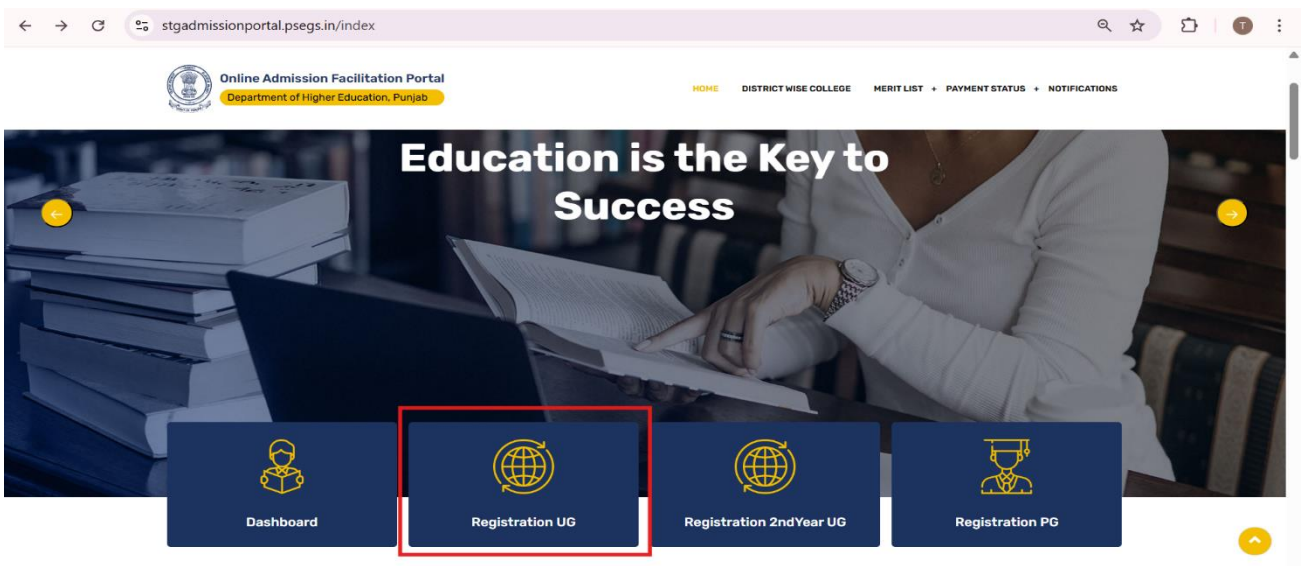 stgadmissionportal.psegs.in/index
T
Online Admission Facilitation Portal
Department of Higher Education, Punjab
HOME DISTRICT WISE COLLEGE MERIT LIST + PAYMENT STATUS + NOTIFICATIONS
Education is the Key to
Success
Dashboard
Registration UG
Registration 2ndYear UG
Registration PG